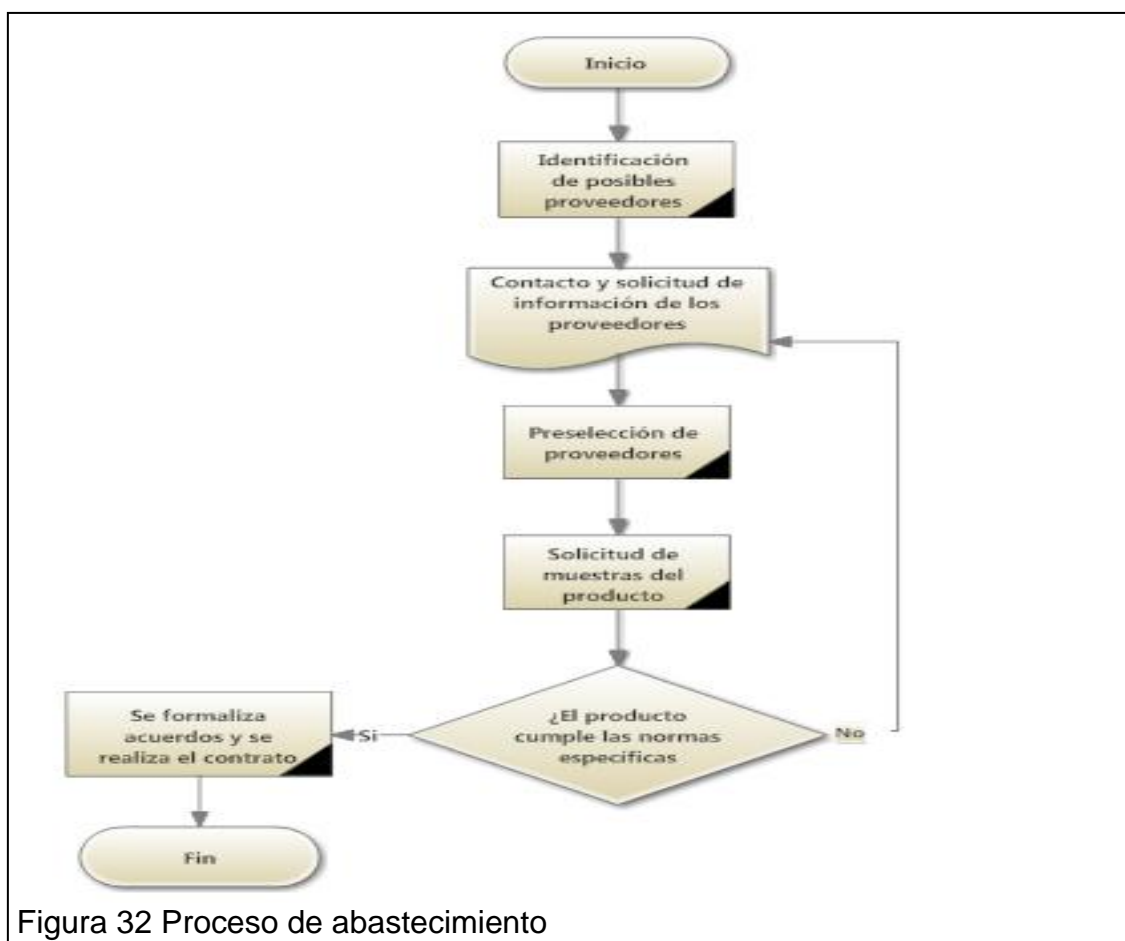 Inicio
Identificación
de posibles
proveedores
Contacto y solicitud de
información de los
proveedores
Preselección de
proveedores
Solicitud de
muestras del
producto
¿El producto
cumple las normas
específicas
No
Si
Se formaliza
acuerdos y se
realiza el contrato
Fin
Figura 32 Proceso de abastecimiento